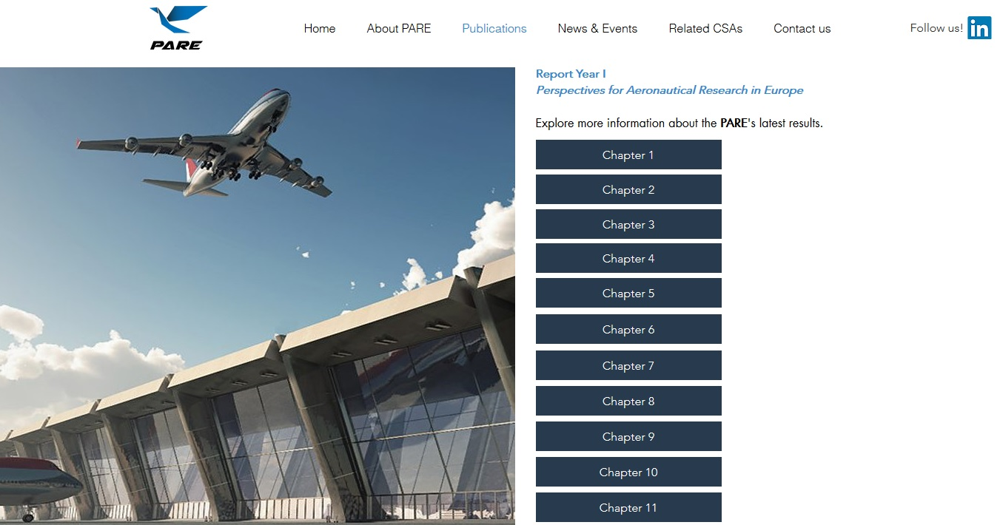 PARE
Home About PARE Publications News & Events Related CSAs Contact us Follow us! in
Report Year I
Perspectives for Aeronautical Research in Europe
Explore more information about the PARE's latest results.
Chapter 1
Chapter 2
Chapter 3
Chapter 4
Chapter 5
Chapter 6
Chapter 7
Chapter 8
Chapter 9
Chapter 10
Chapter 11